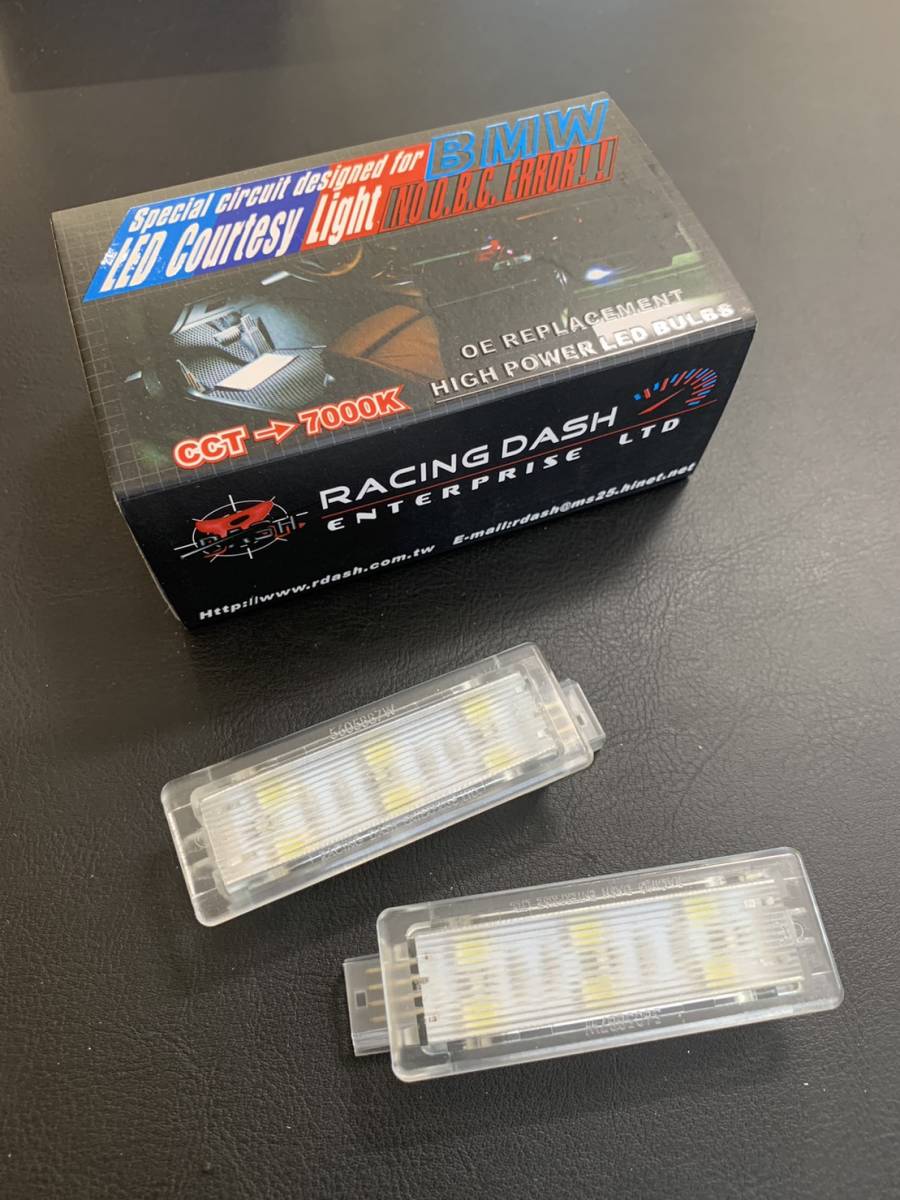 Special circuit designed for BMW
LED Courtesy Light NO O.B.C. ERROR!!
OE REPLACEMENT
HIGH POWER LED BULBS
CCT → 7000K
DASH
RACING DASH
ENTERPRISE LTD
Http://www.rdash.com.tw E-mail:rdash@ms25.hinet.net